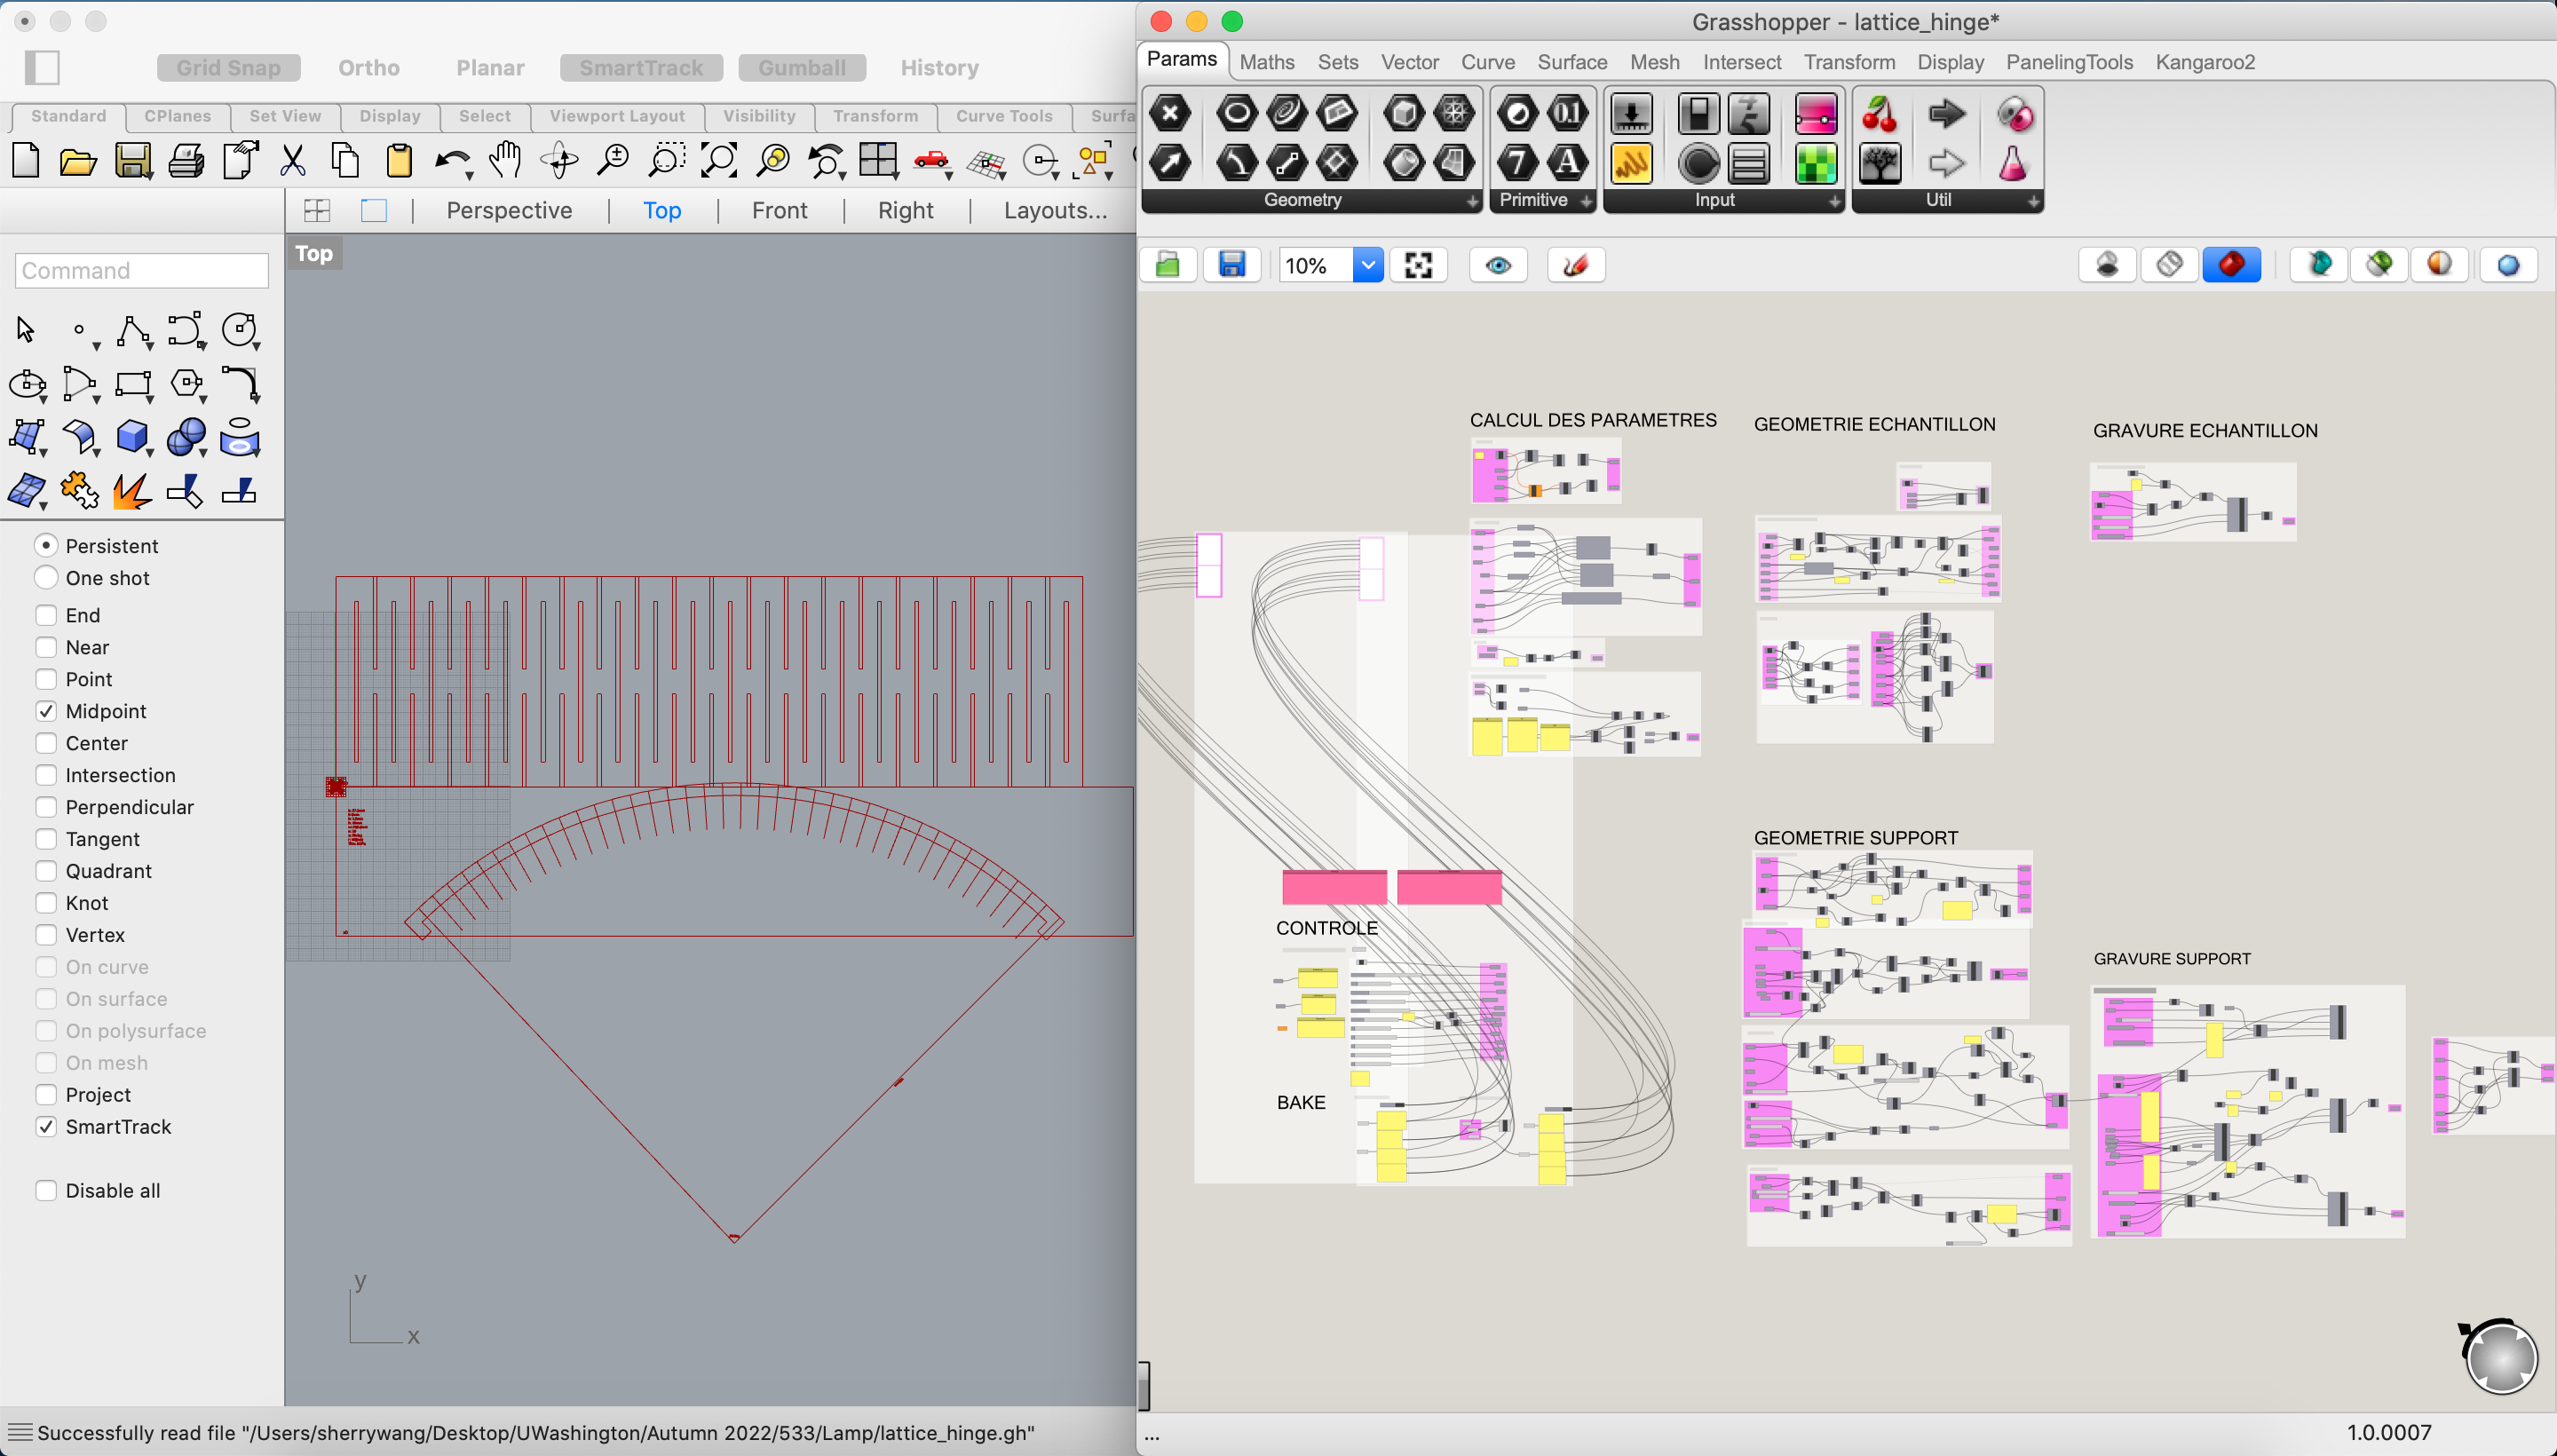 Grid Snap
Ortho
Planar
SmartTrack
Gumball
History
Standard
CPlanes
Set View
Display
Select
Viewport Layout
Visibility
Transform
Curve Tools
Surfa
Perspective
Top
Front
Right
Layouts...
Top
Command
Persistent
One shot
End
Near
Point
Midpoint
Center
Intersection
Perpendicular
Tangent
Quadrant
Knot
Vertex
On curve
On surface
On polysurface
On mesh
Project
SmartTrack
Disable all
y
x
Successfully read file "/Users/sherrywang/Desktop/UWashington/Autumn 2022/533/Lamp/lattice_hinge.gh"
Grasshopper - lattice_hinge*
Params
Maths
Sets
Vector
Curve
Surface
Mesh
Intersect
Transform
Display
PanelingTools
Kangaroo2
Geometry
Primitive
Input
Util
10%
CALCUL DES PARAMETRES
GEOMETRIE ECHANTILLON
GRAVURE ECHANTILLON
GEOMETRIE SUPPORT
CONTROLE
GRAVURE SUPPORT
BAKE
...
1.0.0007